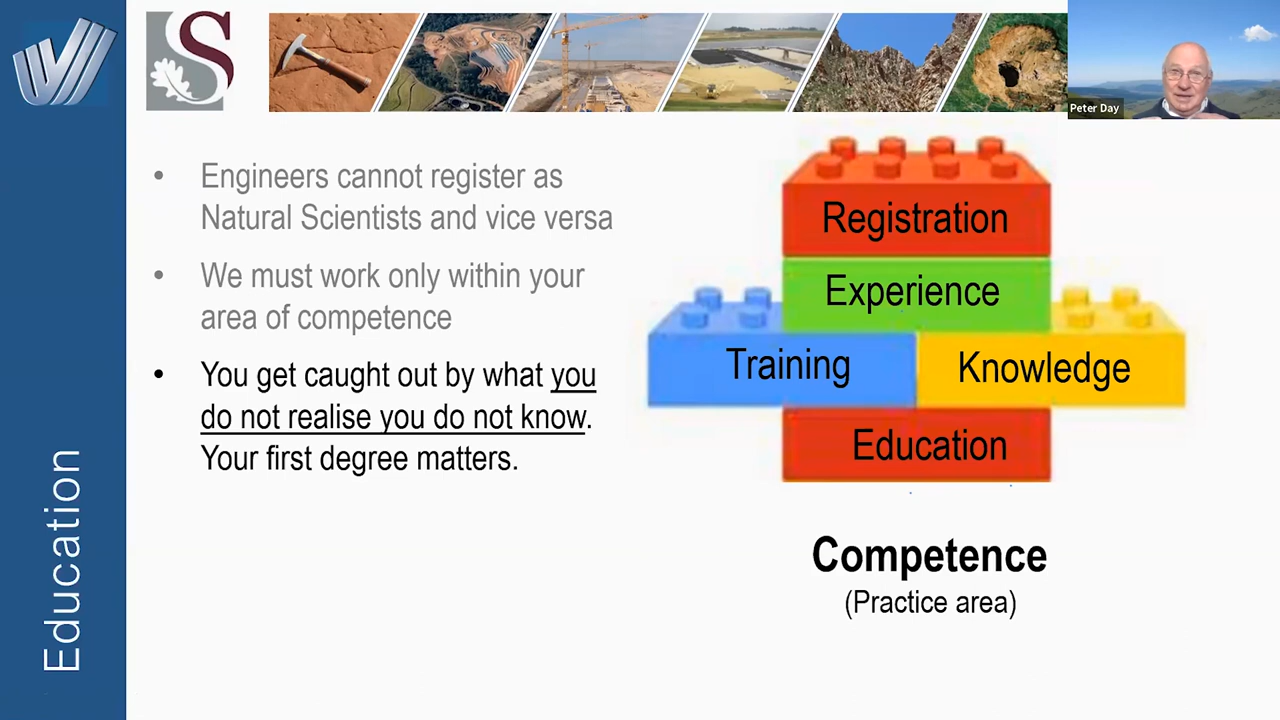 Peter Day
Engineers cannot register as
Natural Scientists and vice versa
We must work only within your
area of competence
You get caught out by what you
do not realise you do not know.
Your first degree matters.
Registration
Experience
Training
Knowledge
Education
Competence
(Practice area)
Education
S